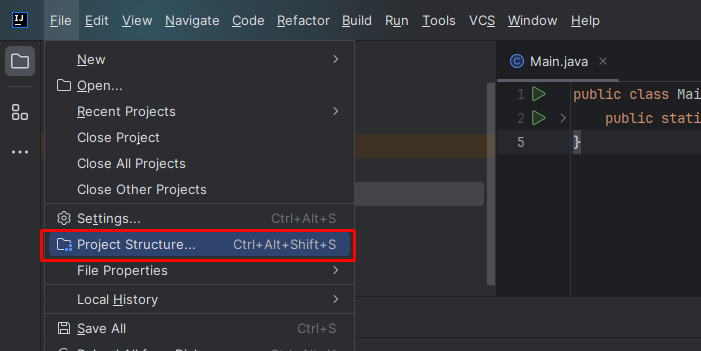 IJ
File Edit View Navigate Code Refactor Build Run Tools VCS Window Help
New
Open...
Recent Projects
Close Project
Close All Projects
Close Other Projects
Settings... Ctrl+Alt+S
Project Structure... Ctrl+Alt+Shift+S
File Properties
Local History
Save All Ctrl+S
Main.java
1 public class Mai
2 public stati
5 }